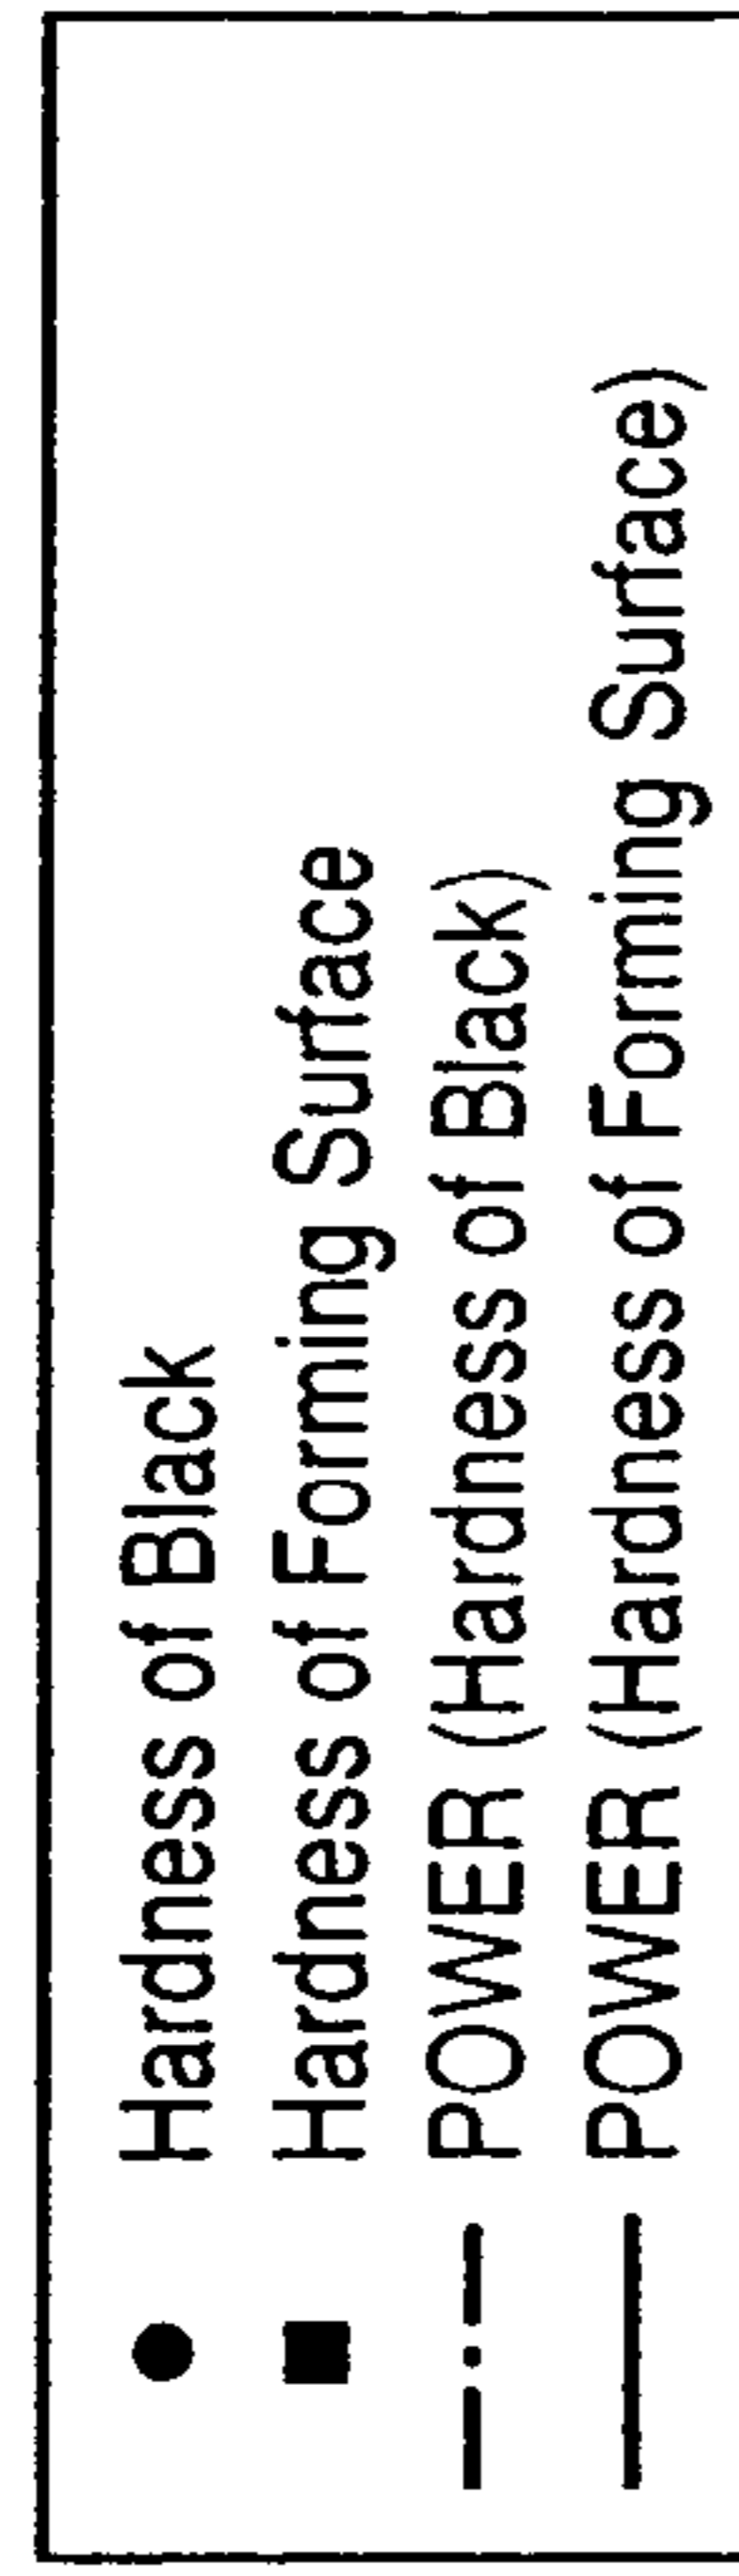 Hardness of Black
Hardness of Forming Surface
POWER (Hardness of Black)
POWER (Hardness of Forming Surface)